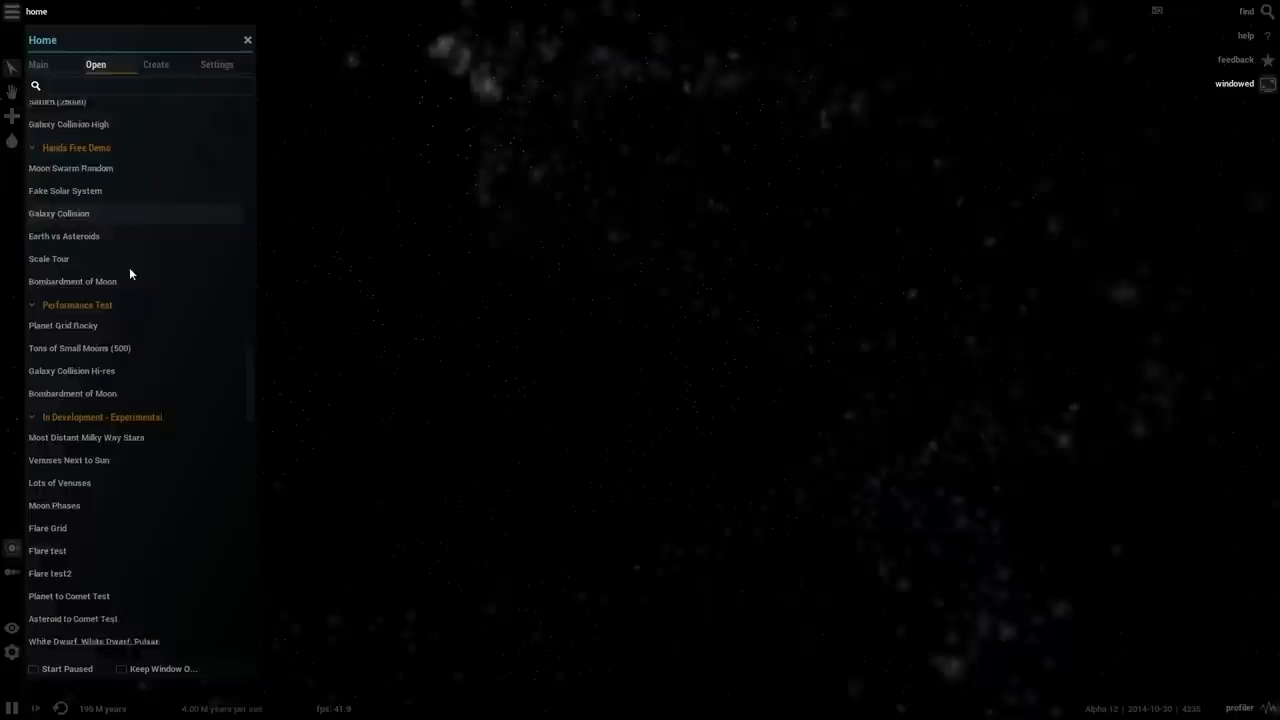 home
find
Home
help
Main Open Create Settings
feedback
windowed
Galaxy Collision High
Hands Free Demo
Moon Swarm Random
Fake Solar System
Galaxy Collision
Earth vs Asteroids
Scale Tour
Bombardment of Moon
Performance Test
Planet Grid Rocky
Tons of Small Moons (500)
Galaxy Collision Hi-res
Bombardment of Moon
In Development - Experimental
Most Distant Milky Way Stars
Venuses Next to Sun
Lots of Venuses
Moon Phases
Flare Grid
Flare test
Flare test2
Planet to Comet Test
Asteroid to Comet Test
White Dwarf, White Dwarf, Pulsar
Start Paused Keep Window O...
195 M years 4.00 M years per sec fps: 41.9 Alpha 12 | 2014-10-30 | 4235 profiler